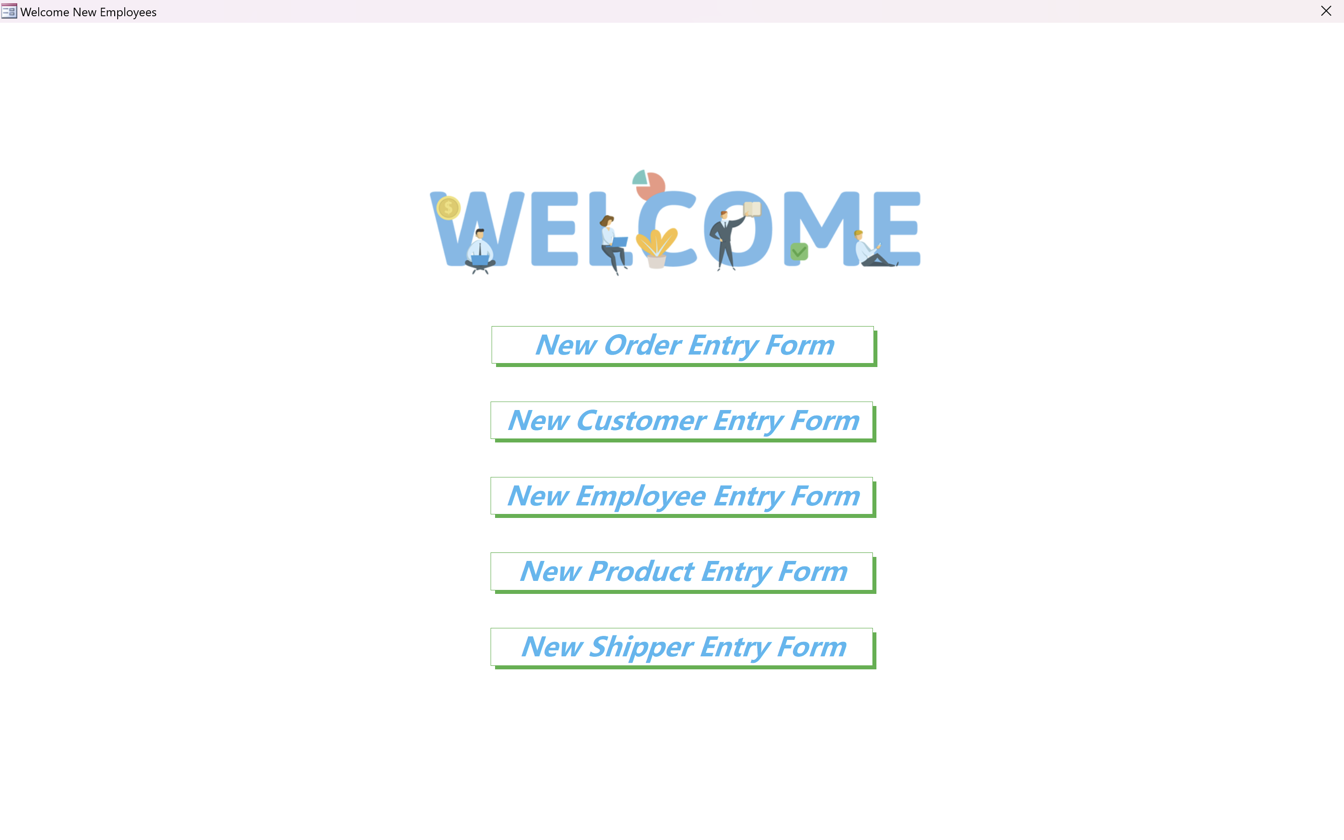 Welcome New Employees
WELCOME
$
New Order Entry Form
New Customer Entry Form
New Employee Entry Form
New Product Entry Form
New Shipper Entry Form